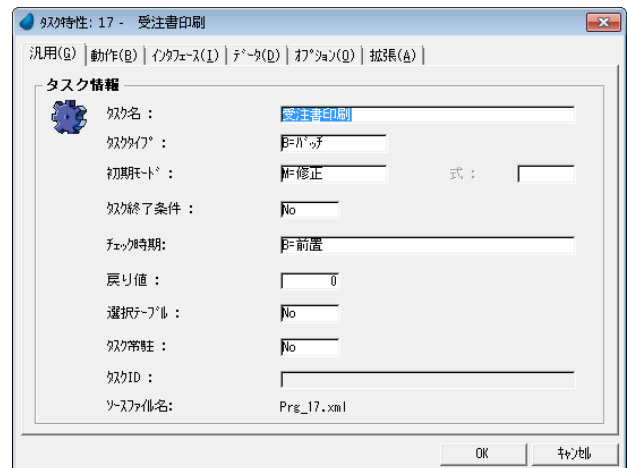 ﾀｽｸ特性: 17 - 受注書印刷
汎用(G) 動作(B) ｲﾝﾀﾌｪｰｽ(I) ﾃﾞｰﾀ(D) ｵﾌﾟｼｮﾝ(O) 拡張(A)
タスク情報
ﾀｽｸ名 : 受注書印刷
ﾀｽｸﾀｲﾌﾟ : B=ﾊﾞｯﾁ
初期ﾓｰﾄﾞ : M=修正 式 :
ﾀｽｸ終了条件 : No
ﾁｪｯｸ時期: B=前置
戻り値 : 0
選択ﾃｰﾌﾞﾙ : No
ﾀｽｸ常駐 : No
ﾀｽｸID :
ｿｰｽﾌｧｲﾙ名: Prg_17.xml
OK ｷｬﾝｾﾙ